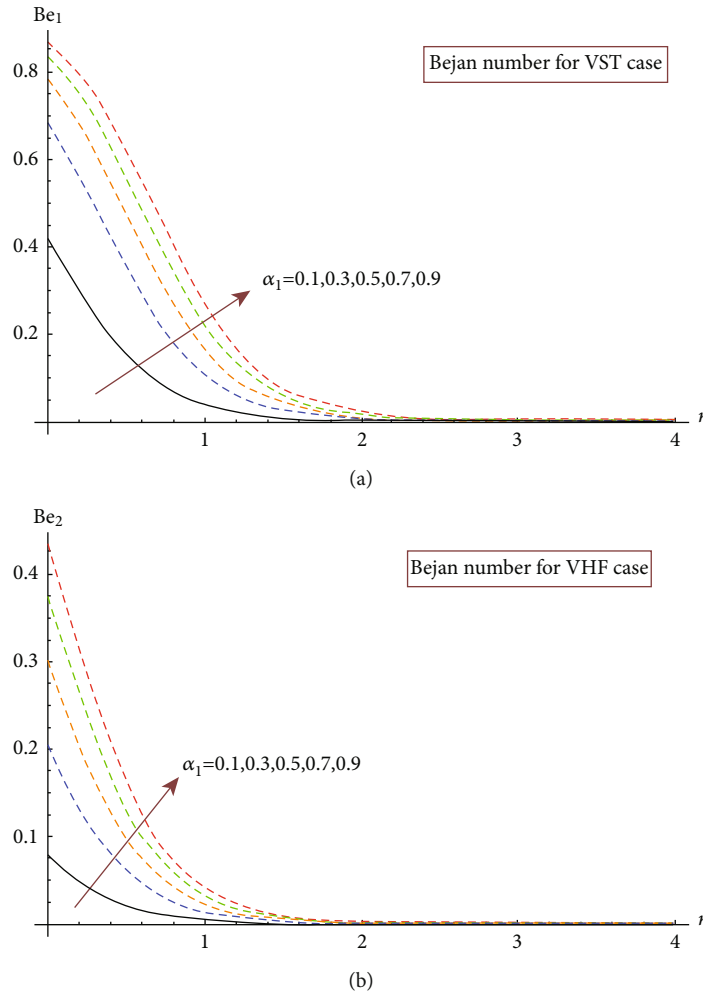 Be₁
Bejan number for VST case
0.8
0.6
0.4
α₁=0.1,0.3,0.5,0.7,0.9
0.2
1 2 3 4
(a)
Be₂
Bejan number for VHF case
0.4
0.3
0.2
α₁=0.1,0.3,0.5,0.7,0.9
0.1
1 2 3 4
(b)